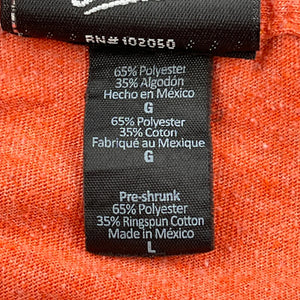 RN# 102050
65% Polyester
35% Algodón
Hecho en México
G
65% Polyester
35% Coton
Fabriqué au Mexique
G
Pre-shrunk
65% Polyester
35% Ringspun Cotton
Made in México
L